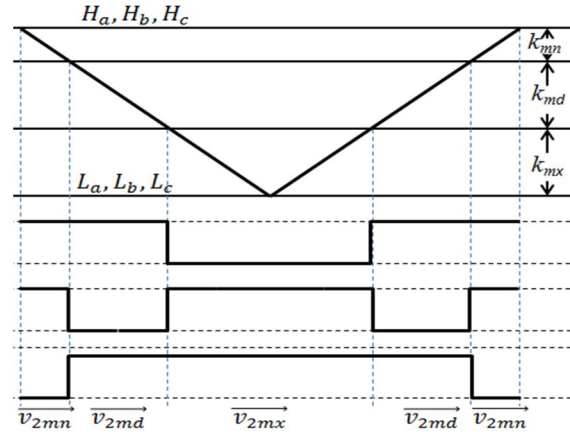 H_a, H_b, H_c
k_mn
k_md
k_mx
L_a, L_b, L_c
v_2mn v_2md v_2mx v_2md v_2mn